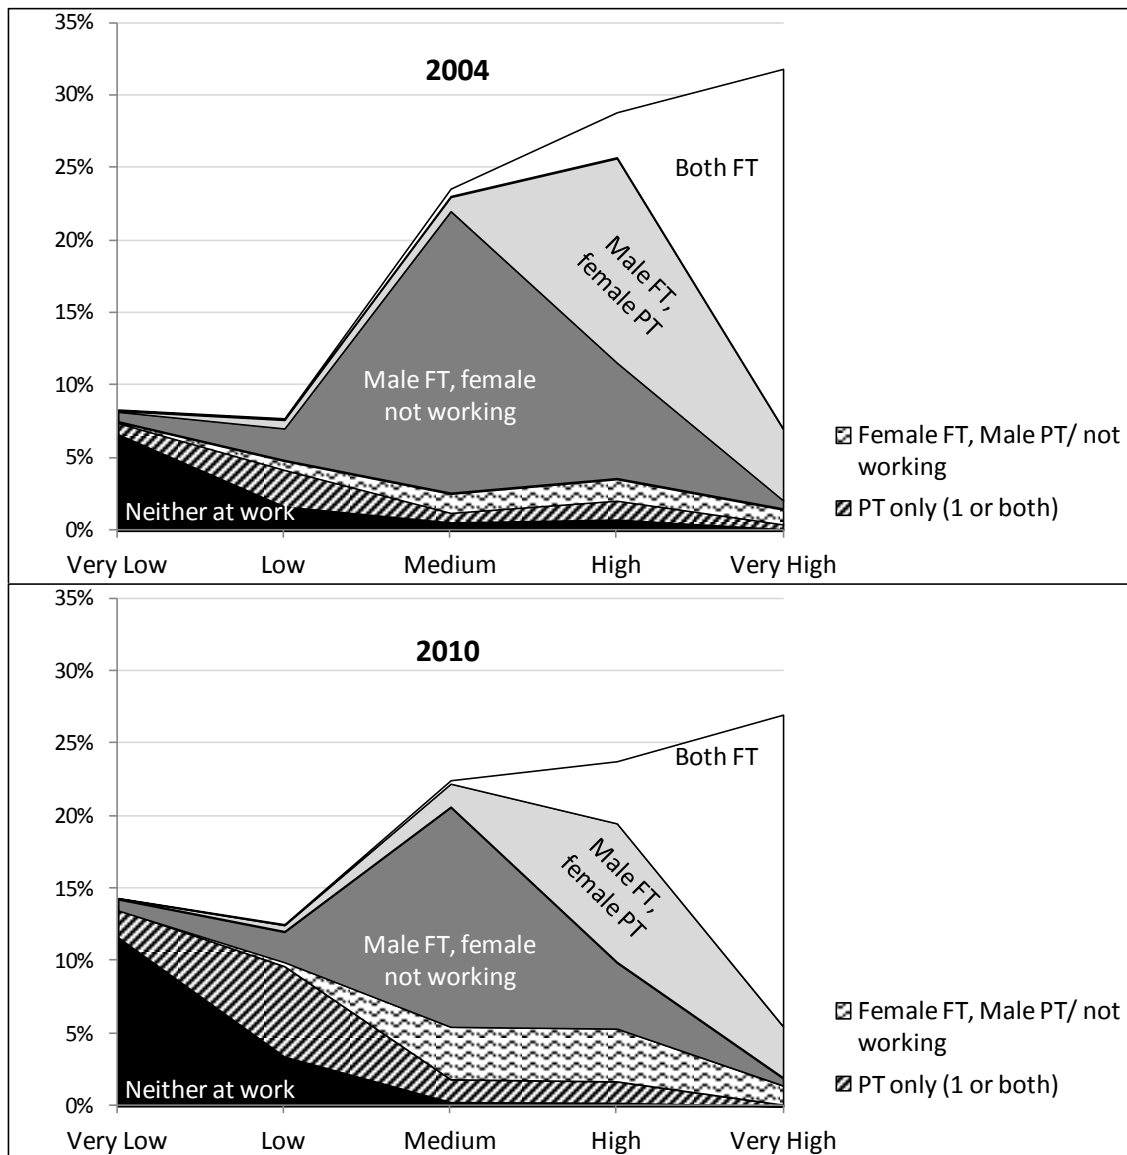 35%
2004
30%
25%
Both FT
20%
Male FT,
female PT
15%
10%
Male FT, female
not working
Female FT, Male PT/ not
working
5%
PT only (1 or both)
Neither at work
0%
Very Low
Low
Medium
High
Very High
35%
2010
30%
25%
Both FT
20%
Male FT,
female PT
15%
10%
Male FT, female
not working
Female FT, Male PT/ not
working
5%
PT only (1 or both)
Neither at work
0%
Very Low
Low
Medium
High
Very High